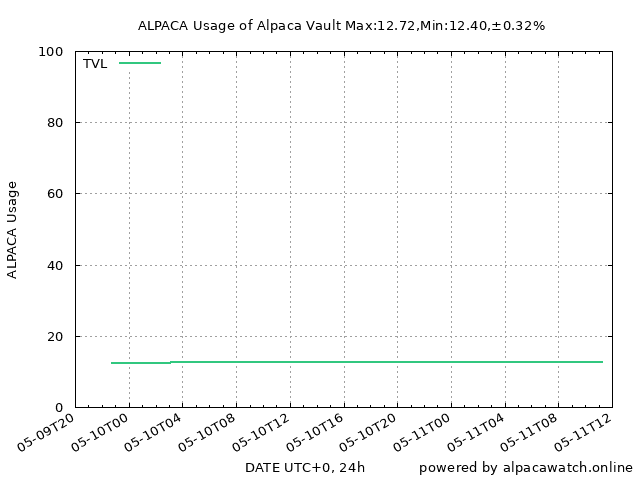 ALPACA Usage of Alpaca Vault Max:12.72,Min:12.40,±0.32%
100
TVL
80
60
ALPACA Usage
40
20
0
05-09T20 05-10T00 05-10T04 05-10T08 05-10T12 05-10T16 05-10T20 05-11T00 05-11T04 05-11T08 05-11T12
DATE UTC+0, 24h powered by alpacawatch.online